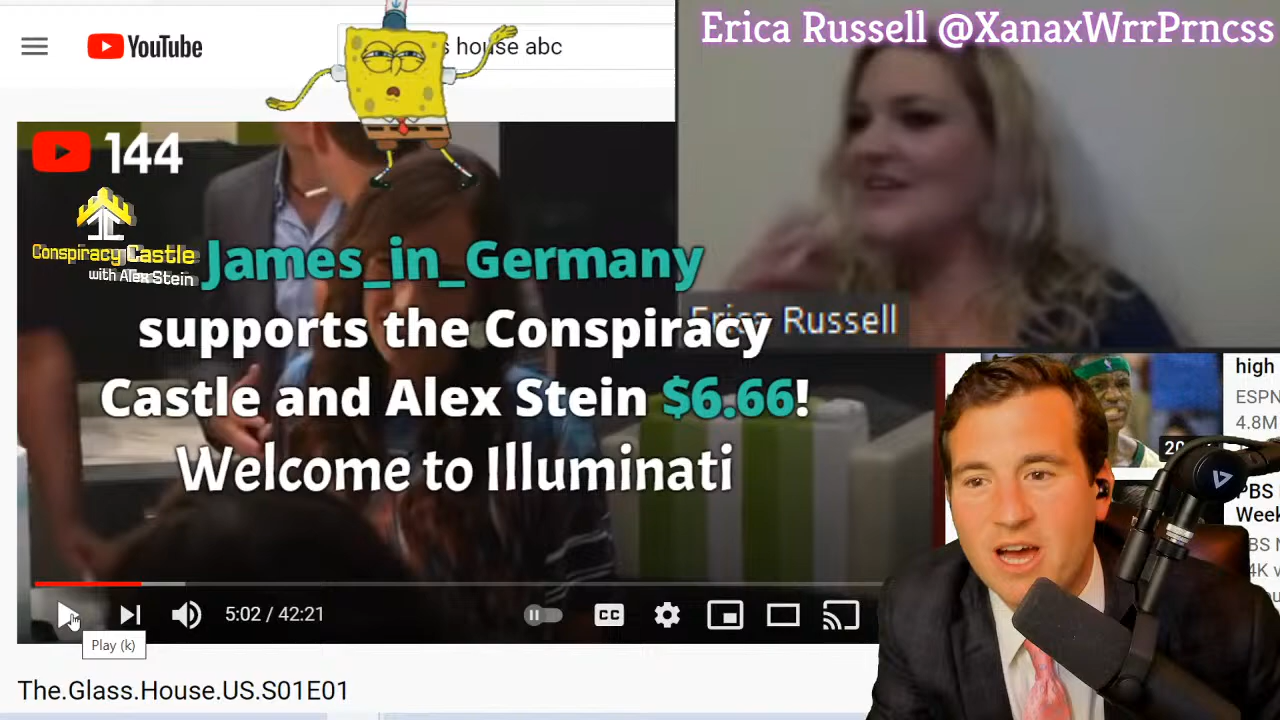 Erica Russell @XanaxWrrPrncss
YouTube
s house abc
144
Conspiracy Castle
with Alex Stein
James_in_Germany
supports the Conspiracy
Castle and Alex Stein $6.66!
Welcome to Illuminati
Erica Russell
high
ESPN
4.8M
20
PBS
Week
4K
CC
5:02 / 42:21
Play (k)
The.Glass.House.US.S01E01